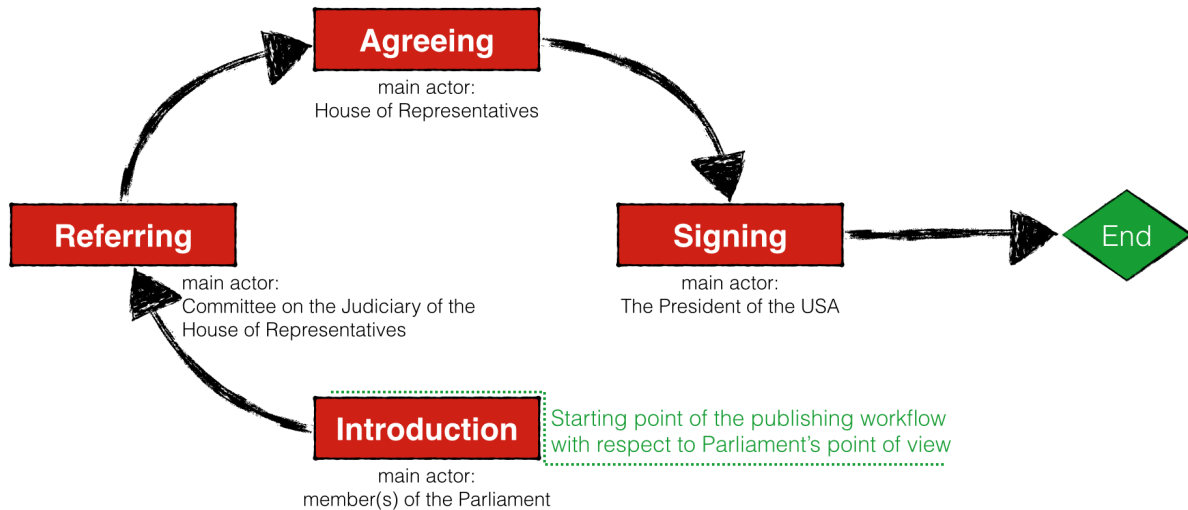 Agreeing
main actor:
House of Representatives
Referring
main actor:
Committee on the Judiciary of the
House of Representatives
Signing
main actor:
The President of the USA
End
Introduction
main actor:
member(s) of the Parliament
Starting point of the publishing workflow
with respect to Parliament's point of view